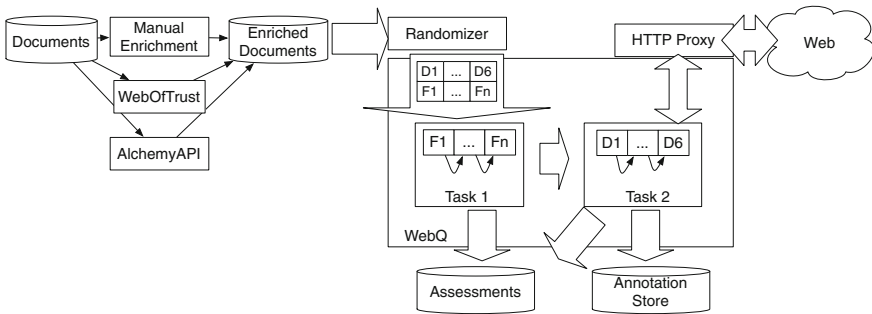 Documents
Manual
Enrichment
Enriched
Documents
Randomizer
HTTP Proxy
Web
WebOfTrust
AlchemyAPI
D1 ... D6
F1 ... Fn
F1 ... Fn
Task 1
D1 ... D6
Task 2
WebQ
Assessments
Annotation
Store